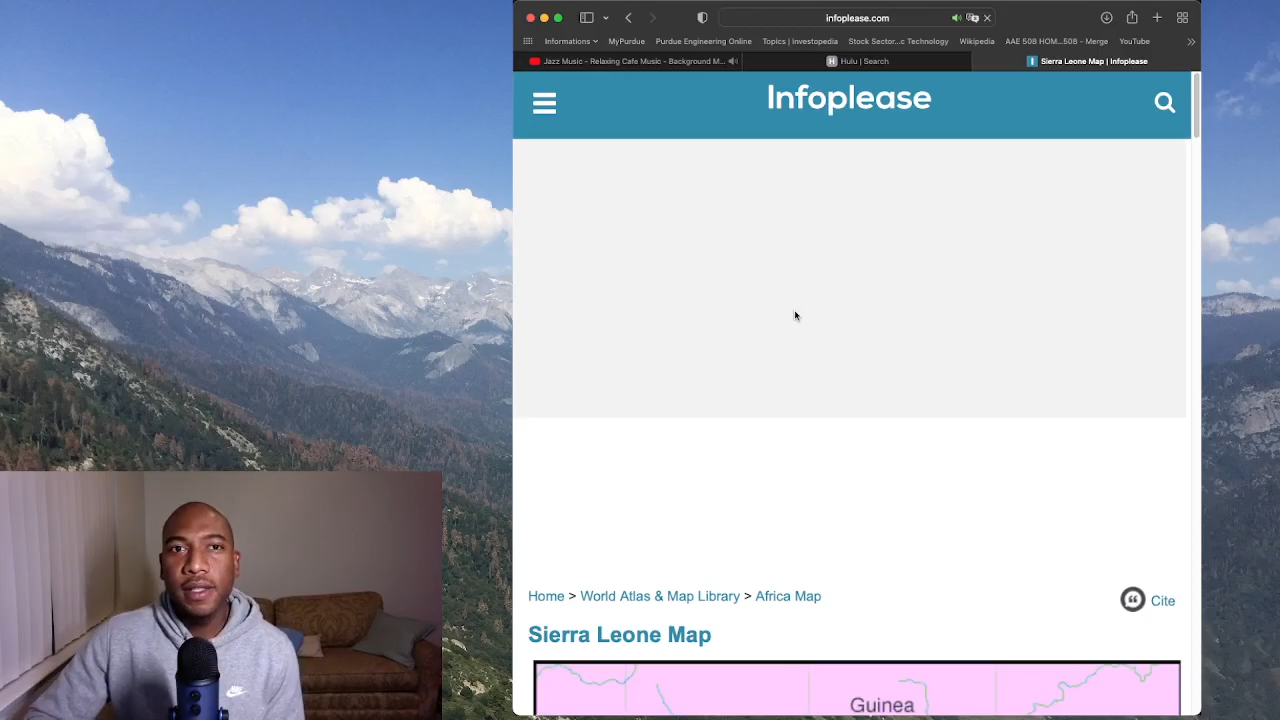 infoplease.com
Informations MyPurdue Purdue Engineering Online Topics | Investopedia Stock Sector...c Technology Wikipedia AAE 508 HOM...508 - Merge YouTube
Jazz Music - Relaxing Cafe Music - Background M... Hulu | Search Sierra Leone Map | Infoplease
Infoplease
Home > World Atlas & Map Library > Africa Map
Cite
Sierra Leone Map
Guinea